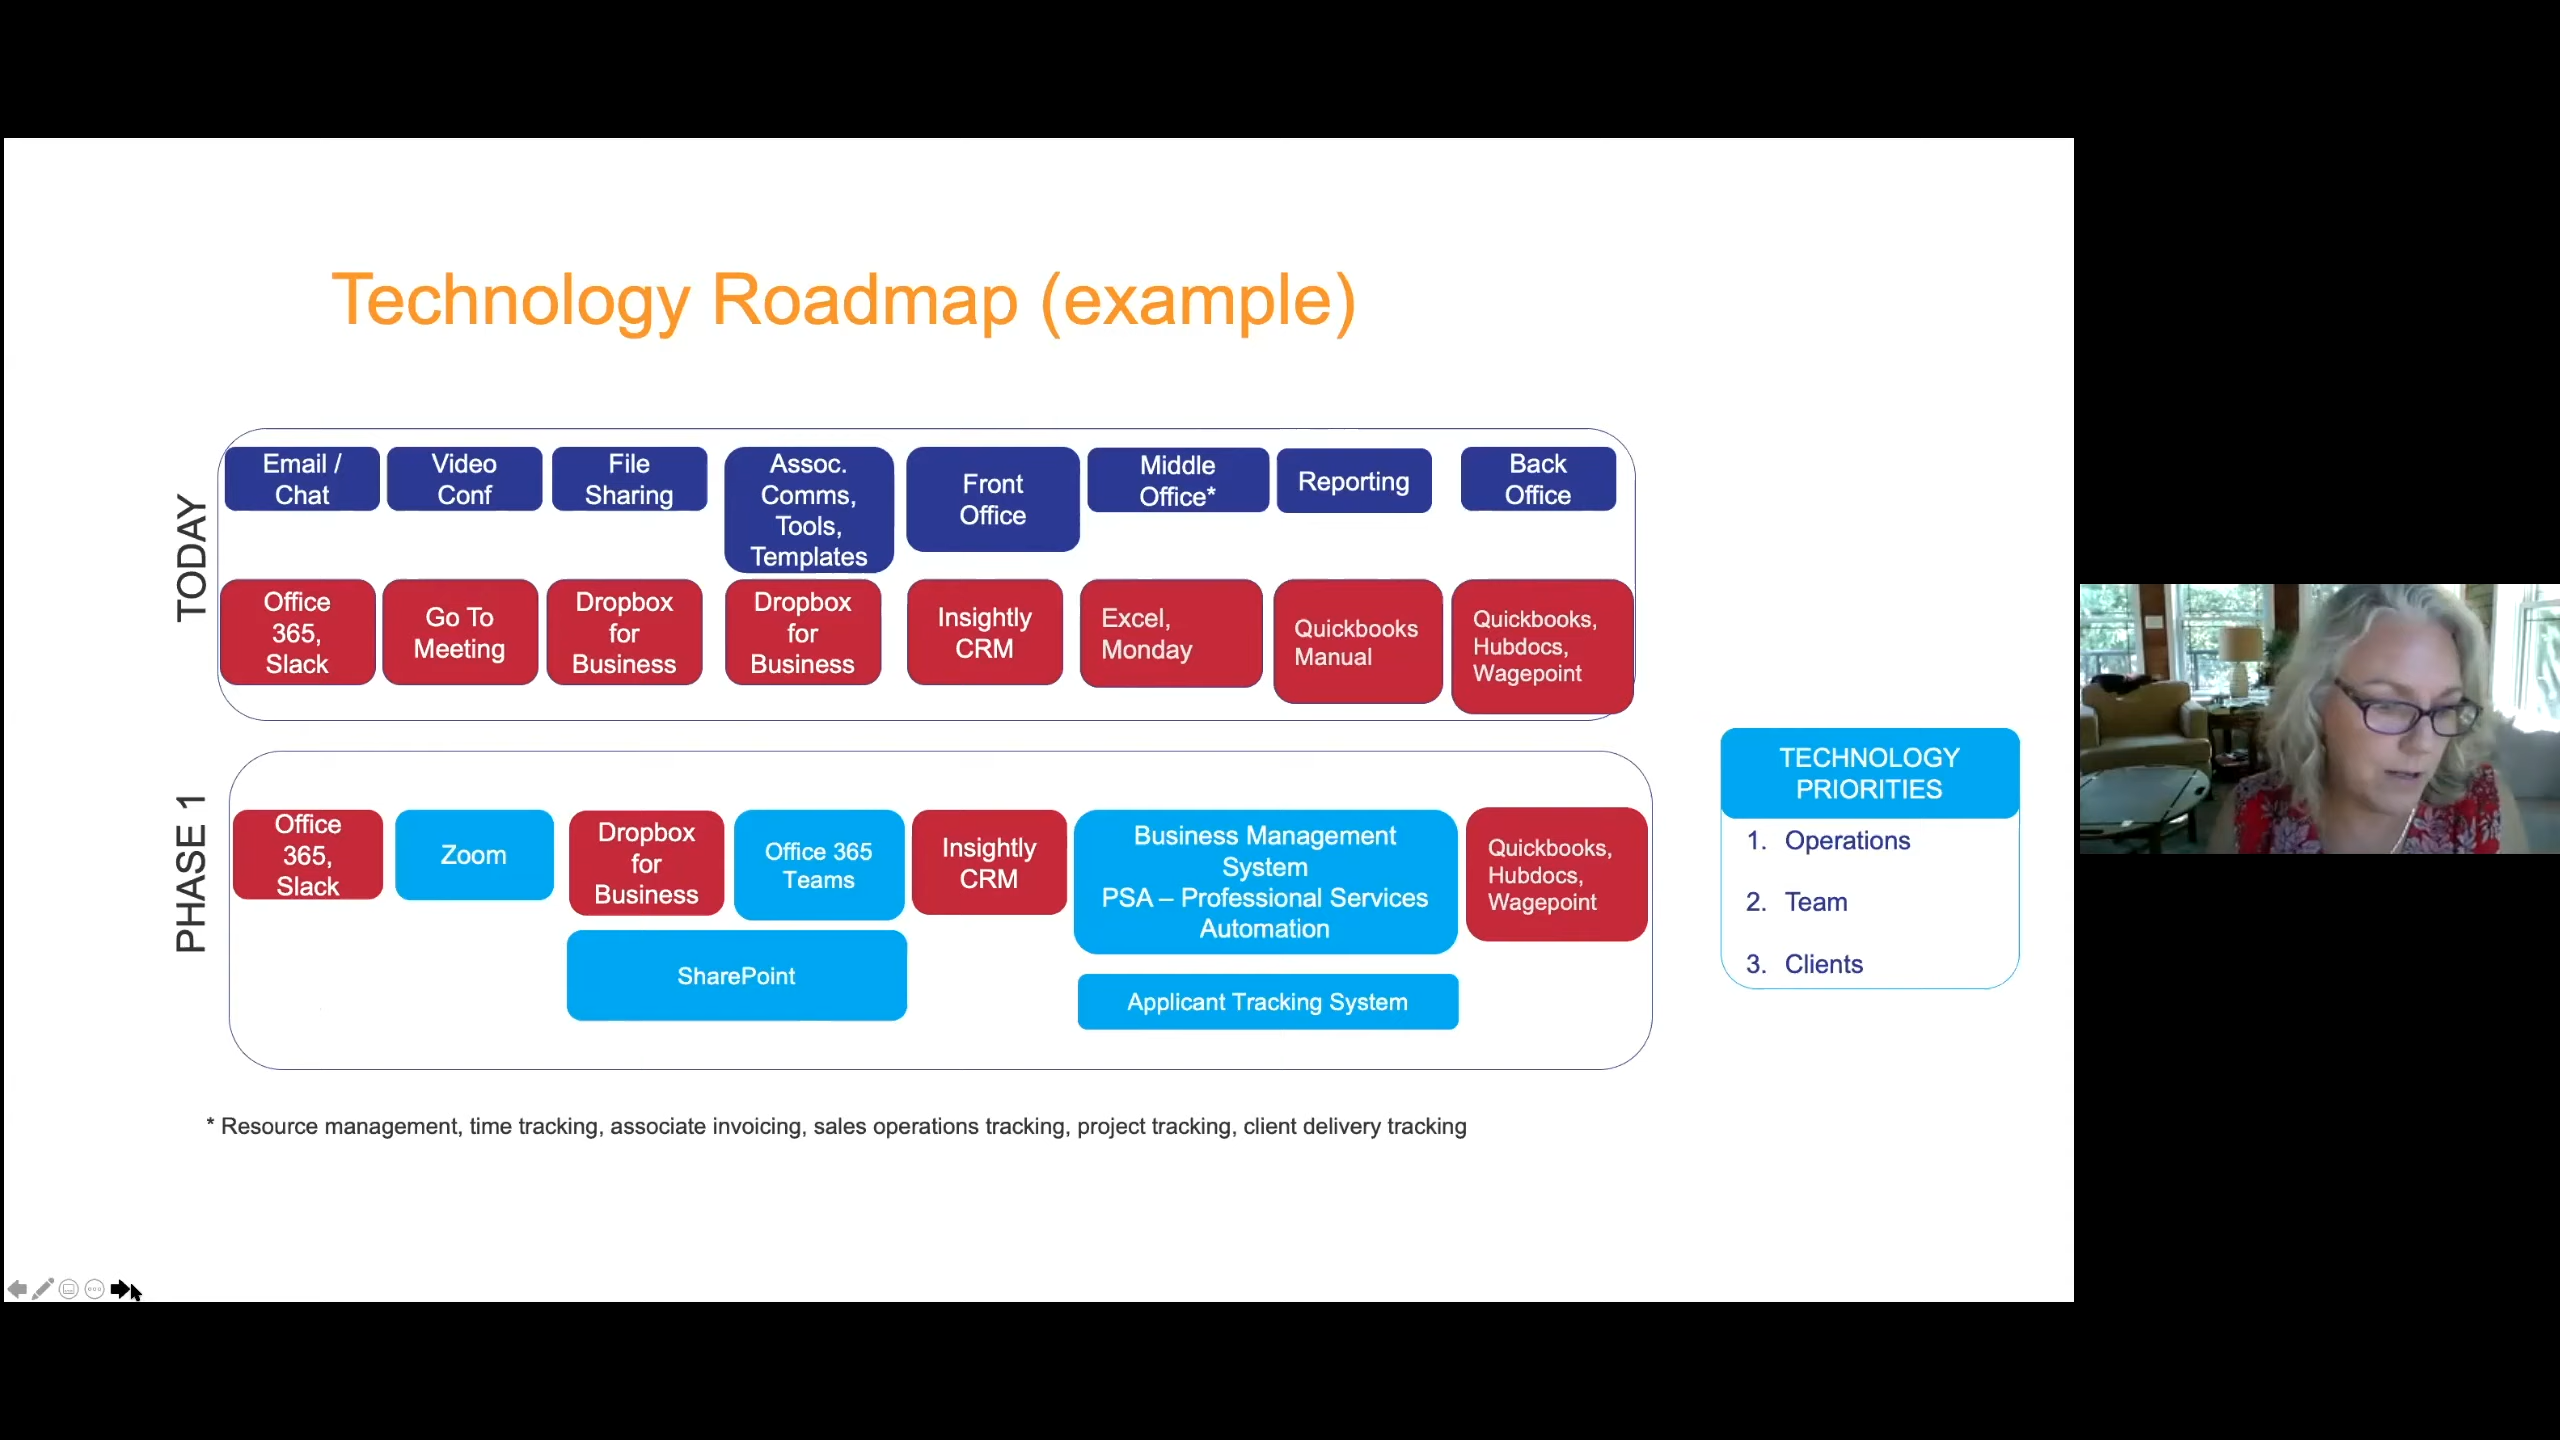 Technology Roadmap (example)
TODAY
Email /
Chat
Video
Conf
File
Sharing
Assoc.
Comms,
Tools,
Templates
Front
Office
Middle
Office*
Reporting
Back
Office
Office
365,
Slack
Go To
Meeting
Dropbox
for
Business
Dropbox
for
Business
Insightly
CRM
Excel,
Monday
Quickbooks
Manual
Quickbooks,
Hubdocs,
Wagepoint
PHASE 1
Office
365,
Slack
Zoom
Dropbox
for
Business
Office 365
Teams
SharePoint
Insightly
CRM
Business Management
System
PSA – Professional Services
Automation
Applicant Tracking System
Quickbooks,
Hubdocs,
Wagepoint
TECHNOLOGY
PRIORITIES
1. Operations
2. Team
3. Clients
* Resource management, time tracking, associate invoicing, sales operations tracking, project tracking, client delivery tracking